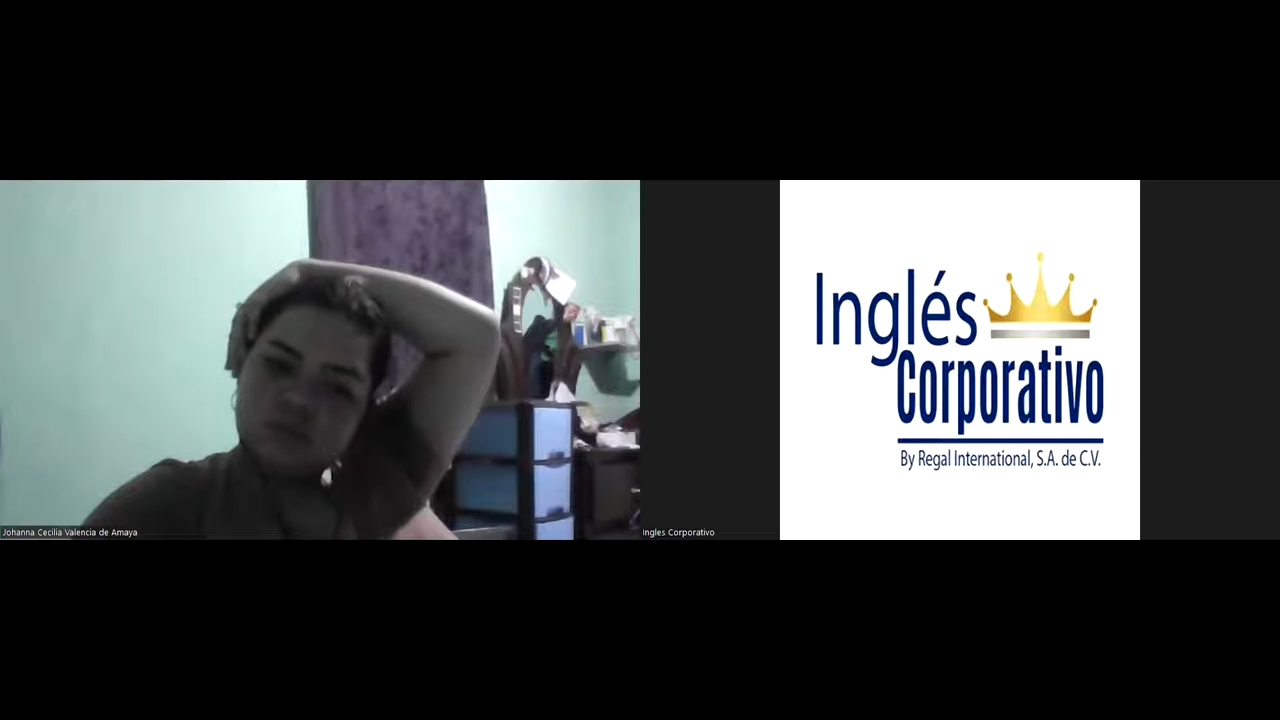 Inglés
Corporativo
By Regal International, S.A. de C.V.
Johanna Cecilia Valencia de Amaya
Ingles Corporativo